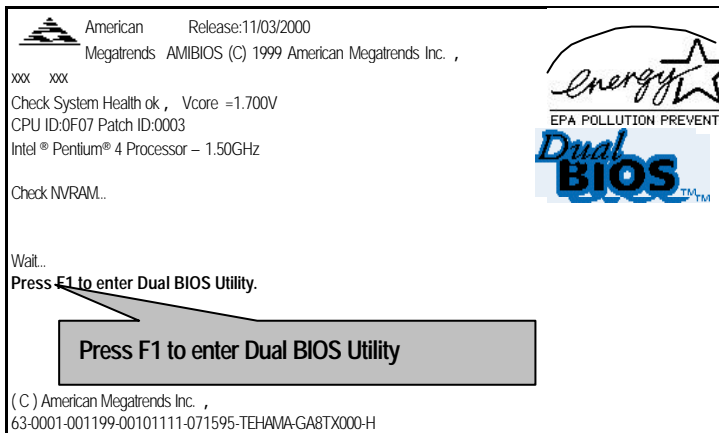 American Release:11/03/2000
Megatrends AMIBIOS (C) 1999 American Megatrends Inc. ,
xxx xxx
Check System Health ok , Vcore =1.700V
CPU ID:0F07 Patch ID:0003
Intel ® Pentium® 4 Processor – 1.50GHz
Check NVRAM...
Wait...
Press F1 to enter Dual BIOS Utility.
Press F1 to enter Dual BIOS Utility
( C ) American Megatrends Inc. ,
63-0001-001199-00101111-071595-TEHAMA-GA8TX000-H
energy
EPA POLLUTION PREVENT
Dual
BIOS TM TM